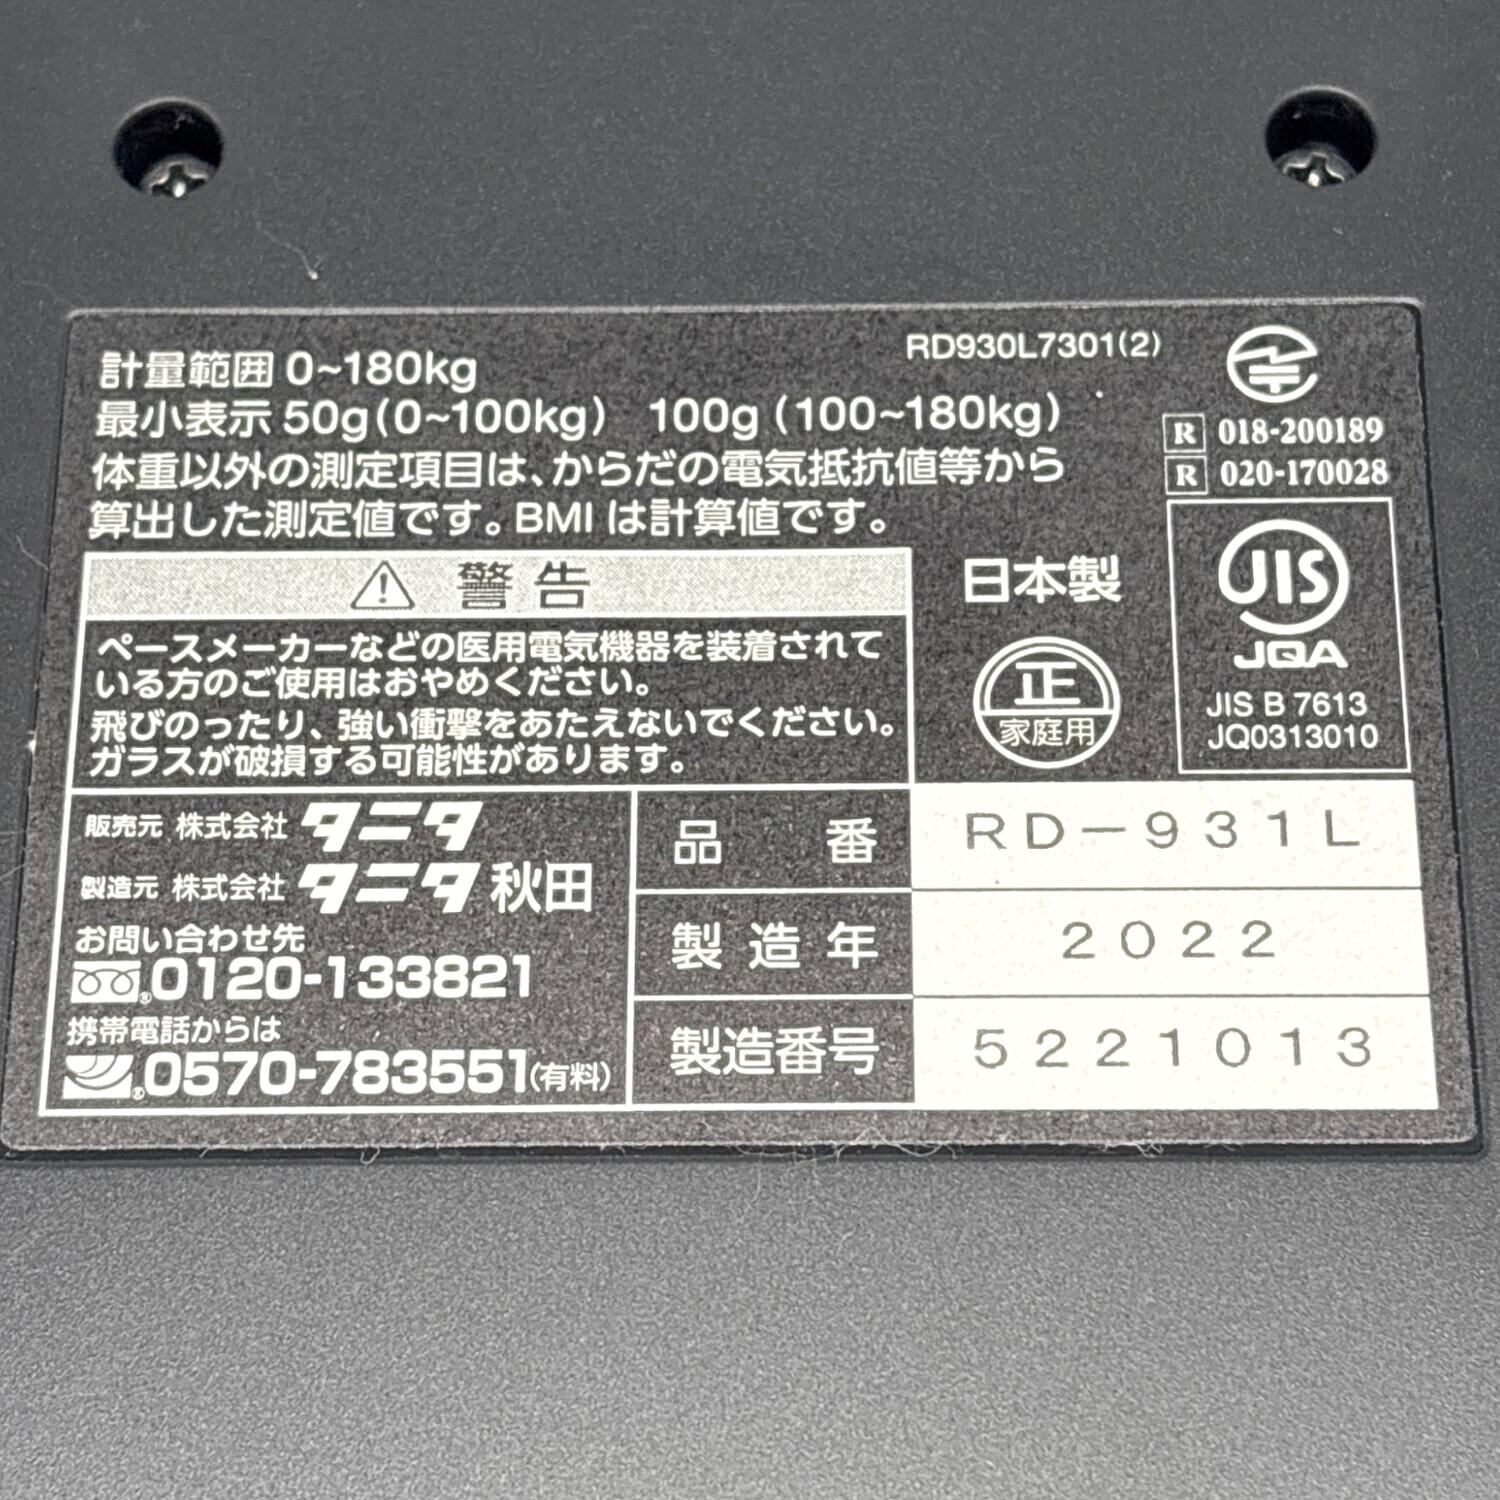 計量範囲 0~180kg
RD930L7301(2)
最小表示 50g(0~100kg) 100g(100~180kg)
体重以外の測定項目は、からだの電気抵抗値等から
算出した測定値です。BMIは計算値です。
R 018-200189
R 020-170028
警告
ペースメーカーなどの医用電気機器を装着されて
いる方のご使用はおやめください。
飛びのったり、強い衝撃をあたえないでください。
ガラスが破損する可能性があります。
日本製
正
家庭用
JIS
JQA
JIS B 7613
JQ0313010
販売元 株式会社 タニタ
製造元 株式会社 タニタ秋田
お問い合わせ先
0120-133821
携帯電話からは
0570-783551(有料)
品番 RD-931L
製造年 2022
製造番号 5221013